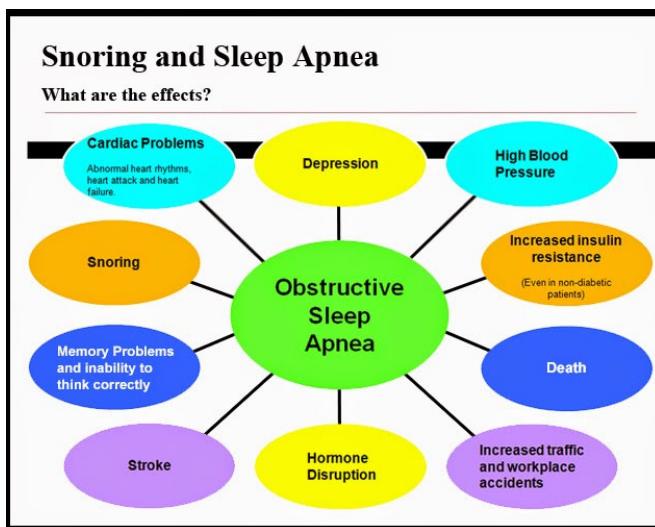 Snoring and Sleep Apnea
What are the effects?
Cardiac Problems
Abnormal heart rhythms,
heart attack and heart
failure.
Depression
High Blood
Pressure
Snoring
Obstructive
Sleep
Apnea
Increased insulin
resistance
(Even in non-diabetic
patients)
Memory Problems
and inability to
think correctly
Death
Stroke
Hormone
Disruption
Increased traffic
and workplace
accidents